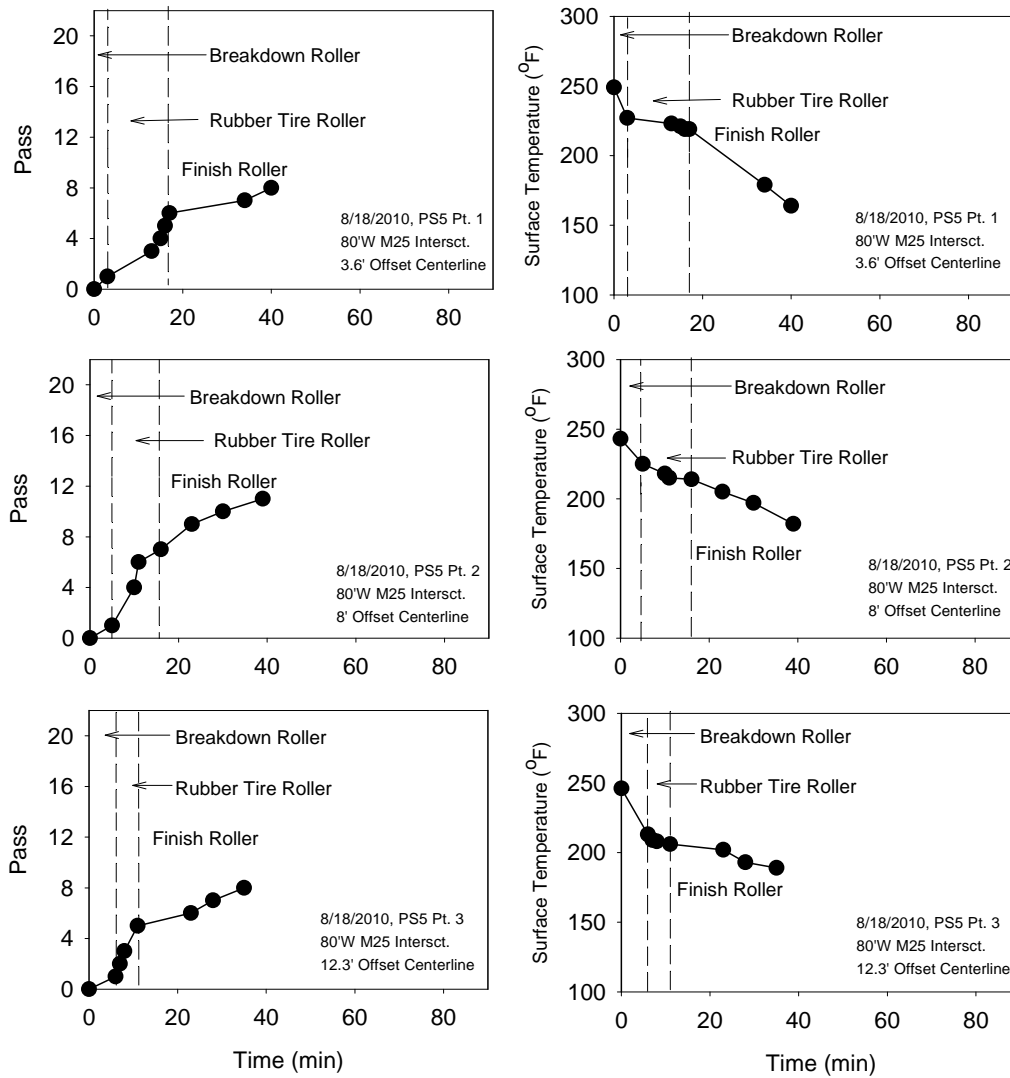 22
20
16
12
8
4
0
Pass
Breakdown Roller
Rubber Tire Roller
Finish Roller
8/18/2010, PS5 Pt. 1
80'W M25 Intersct.
3.6' Offset Centerline
0 20 40 60 80
300
250
200
150
100
Surface Temperature (°F)
Breakdown Roller
Rubber Tire Roller
Finish Roller
8/18/2010, PS5 Pt. 1
80'W M25 Intersct.
3.6' Offset Centerline
0 20 40 60 80
20
16
12
8
4
0
Pass
Breakdown Roller
Rubber Tire Roller
Finish Roller
8/18/2010, PS5 Pt. 2
80'W M25 Intersct.
8' Offset Centerline
0 20 40 60 80
300
250
200
150
100
Surface Temperature (°F)
Breakdown Roller
Rubber Tire Roller
Finish Roller
8/18/2010, PS5 Pt. 2
80'W M25 Intersct.
8' Offset Centerline
0 20 40 60 80
20
16
12
8
4
0
Pass
Breakdown Roller
Rubber Tire Roller
Finish Roller
8/18/2010, PS5 Pt. 3
80'W M25 Intersct.
12.3' Offset Centerline
0 20 40 60 80
Time (min)
300
250
200
150
100
Surface Temperature (°F)
Breakdown Roller
Rubber Tire Roller
Finish Roller
8/18/2010, PS5 Pt. 3
80'W M25 Intersct.
12.3' Offset Centerline
0 20 40 60 80
Time (min)